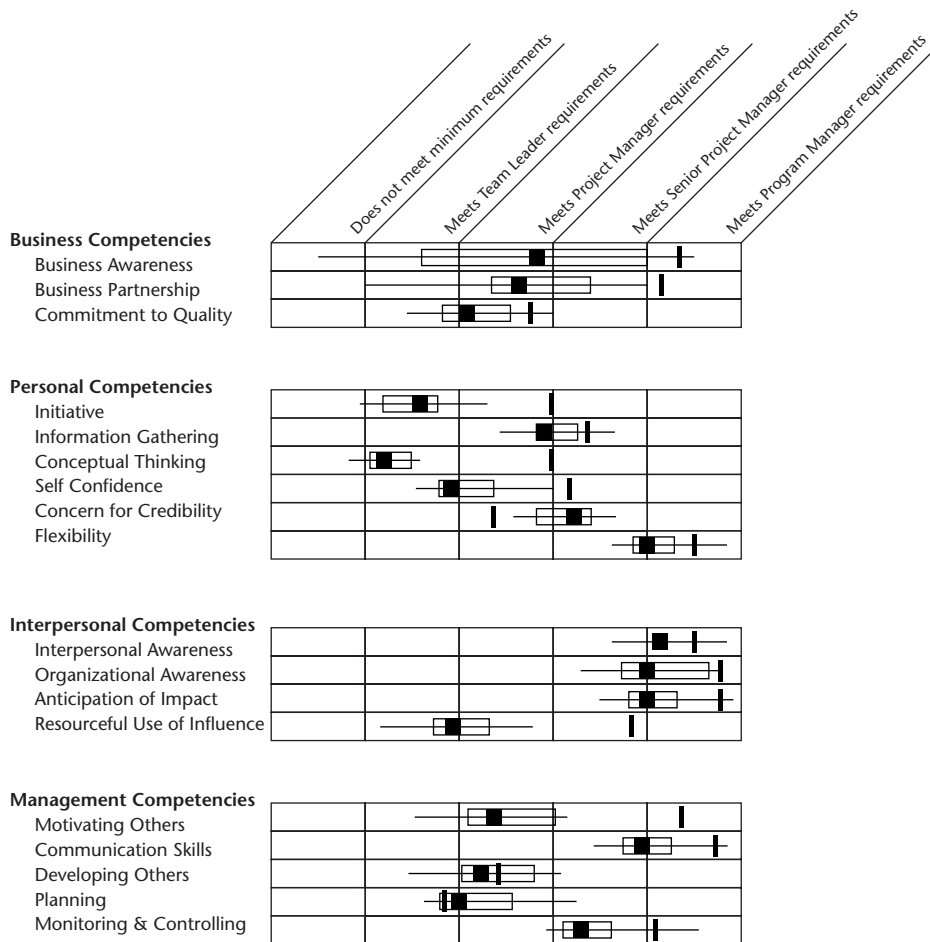 Does not meet minimum requirements
Meets Team Leader requirements
Meets Project Manager requirements
Meets Senior Project Manager requirements
Meets Program Manager requirements
Business Competencies
Business Awareness
Business Partnership
Commitment to Quality
Personal Competencies
Initiative
Information Gathering
Conceptual Thinking
Self Confidence
Concern for Credibility
Flexibility
Interpersonal Competencies
Interpersonal Awareness
Organizational Awareness
Anticipation of Impact
Resourceful Use of Influence
Management Competencies
Motivating Others
Communication Skills
Developing Others
Planning
Monitoring & Controlling